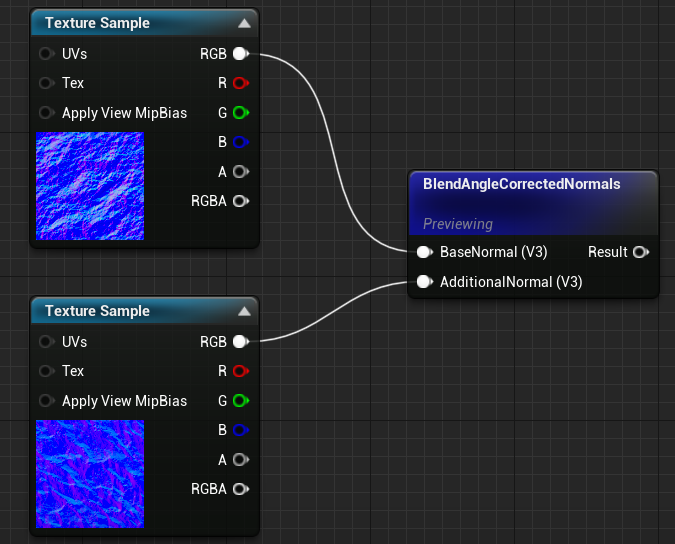 Texture Sample
UVs RGB
Tex R
Apply View MipBias G
B
A
RGBA
BlendAngleCorrectedNormals
Previewing
BaseNormal (V3) Result
AdditionalNormal (V3)
Texture Sample
UVs RGB
Tex R
Apply View MipBias G
B
A
RGBA